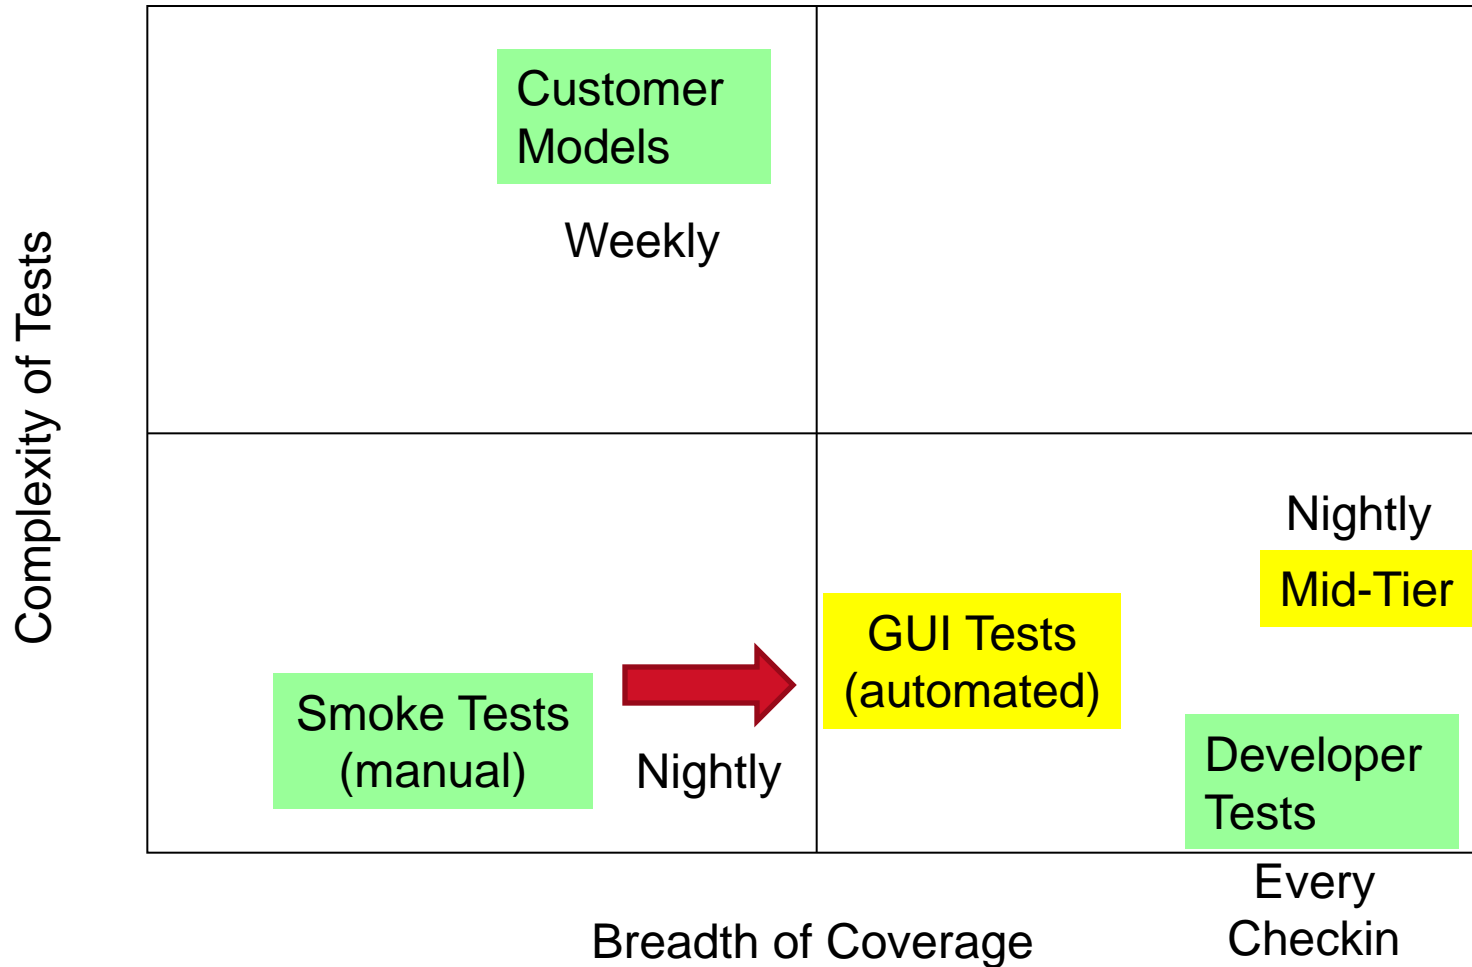 Complexity of Tests
Customer
Models
Weekly
Nightly
Mid-Tier
GUI Tests
(automated)
Smoke Tests
(manual)
Nightly
Developer
Tests
Every
Checkin
Breadth of Coverage